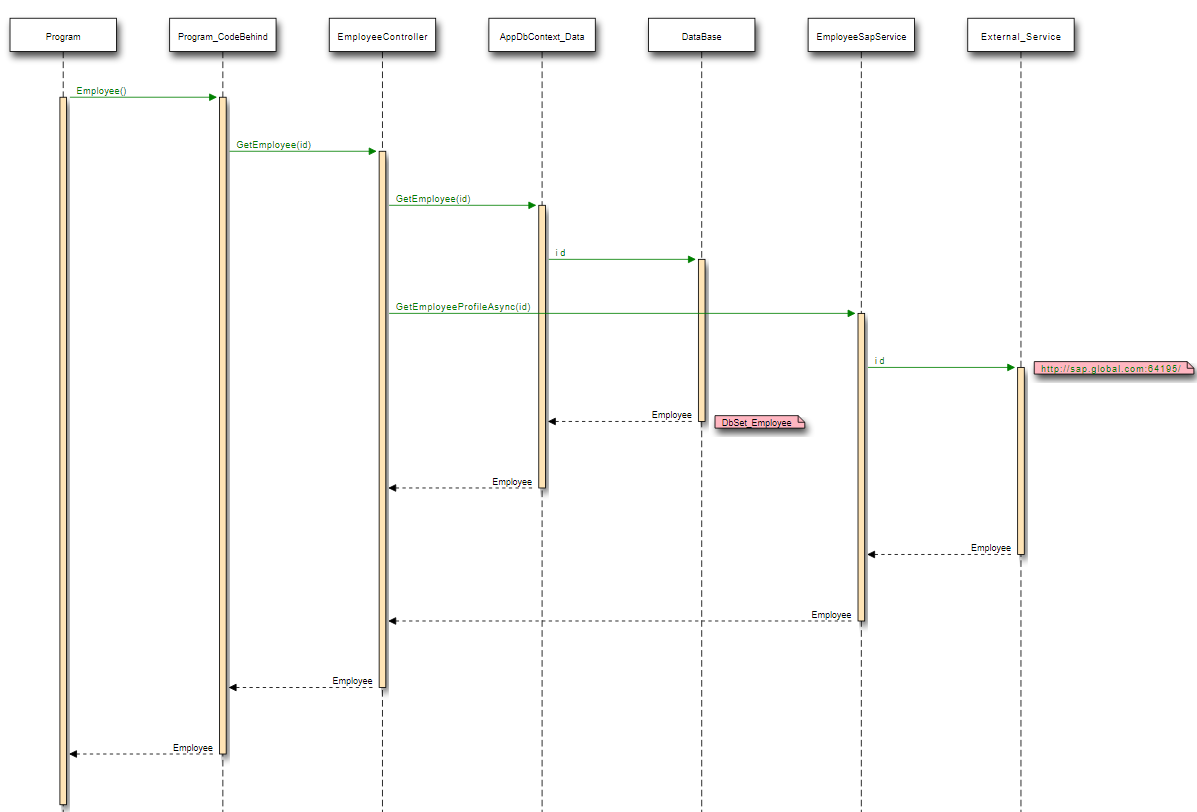 Program
Program_CodeBehind
EmployeeController
AppDbContext_Data
DataBase
EmployeeSapService
External_Service
Employee()
GetEmployee(id)
GetEmployee(id)
id
GetEmployeeProfileAsync(id)
id
http://sap.global.com:64195/
Employee
DbSet_Employee
Employee
Employee
Employee
Employee
Employee